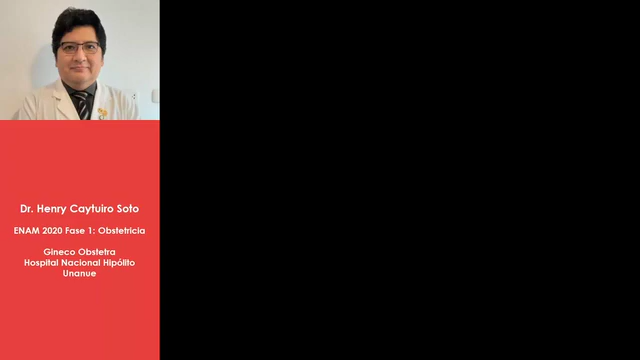 Dr. Henry Caytuiro Soto
ENAM 2020 Fase 1: Obstetricia
Gineco Obstetra
Hospital Nacional Hipólito
Unanue